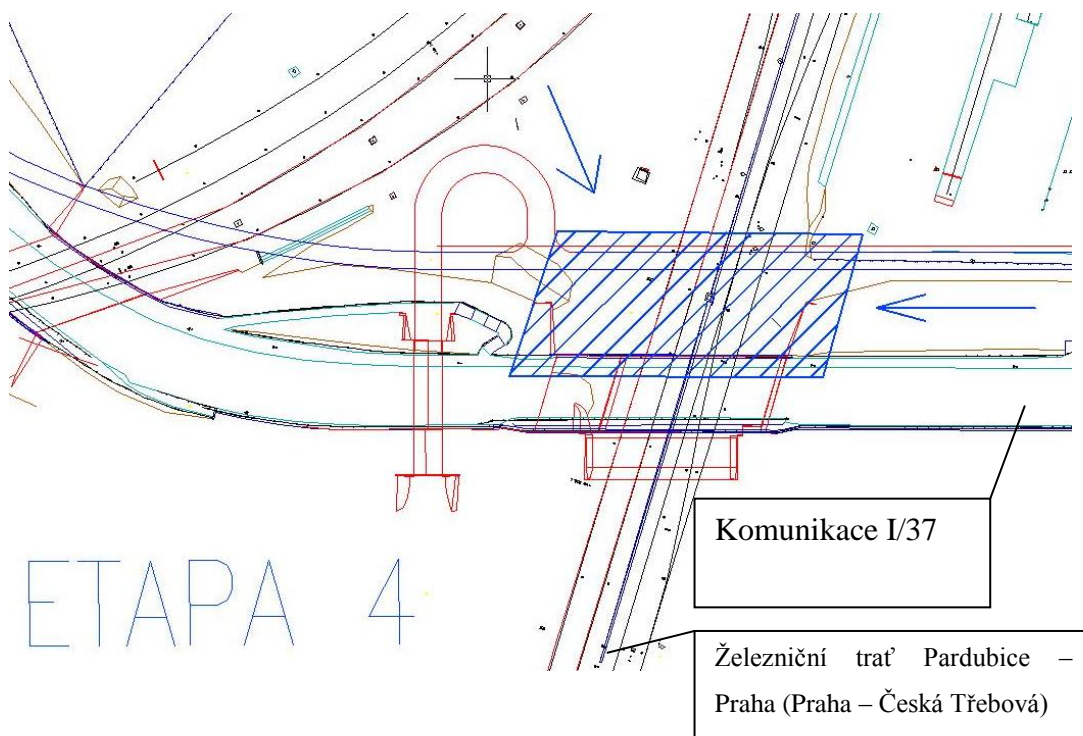 Komunikace I/37
ETAPA 4
Železniční trať Pardubice –
Praha (Praha – Česká Třebová)